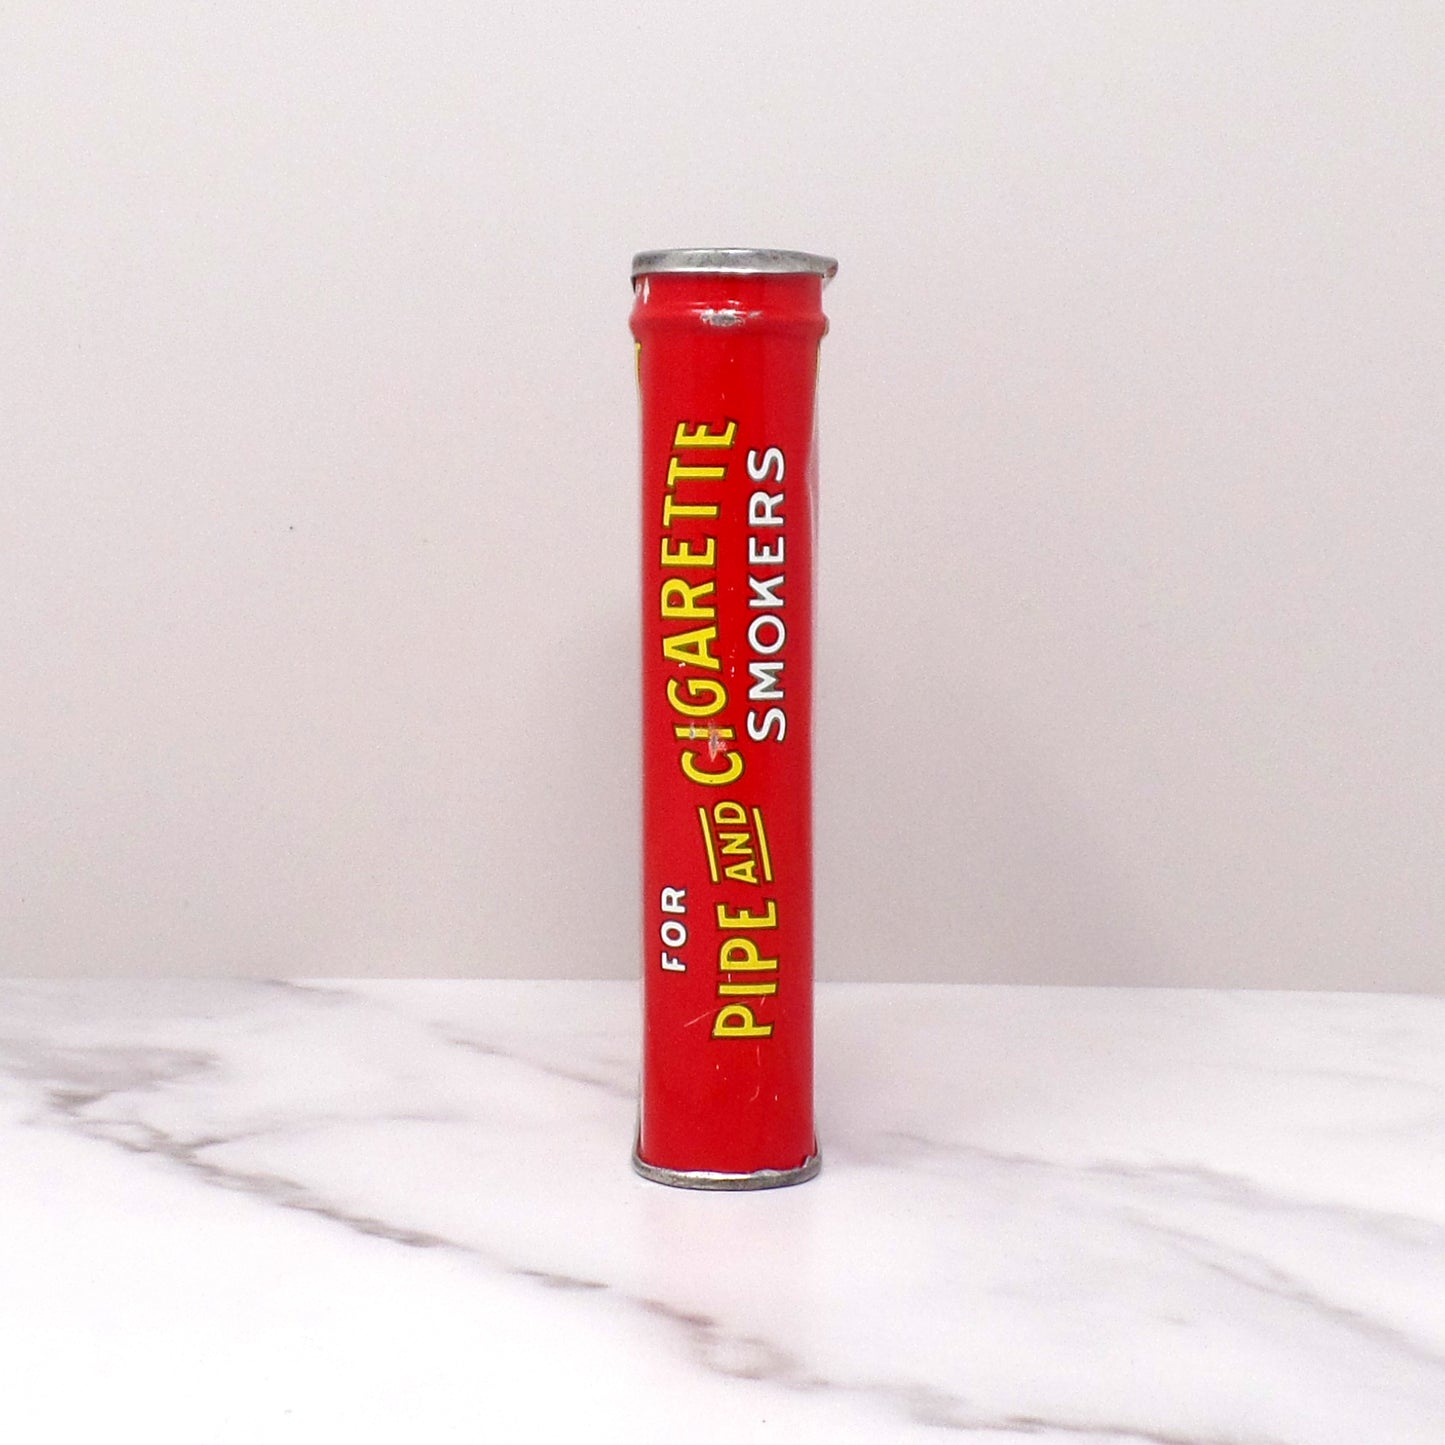 FOR
PIPE AND CIGARETTE
SMOKERS